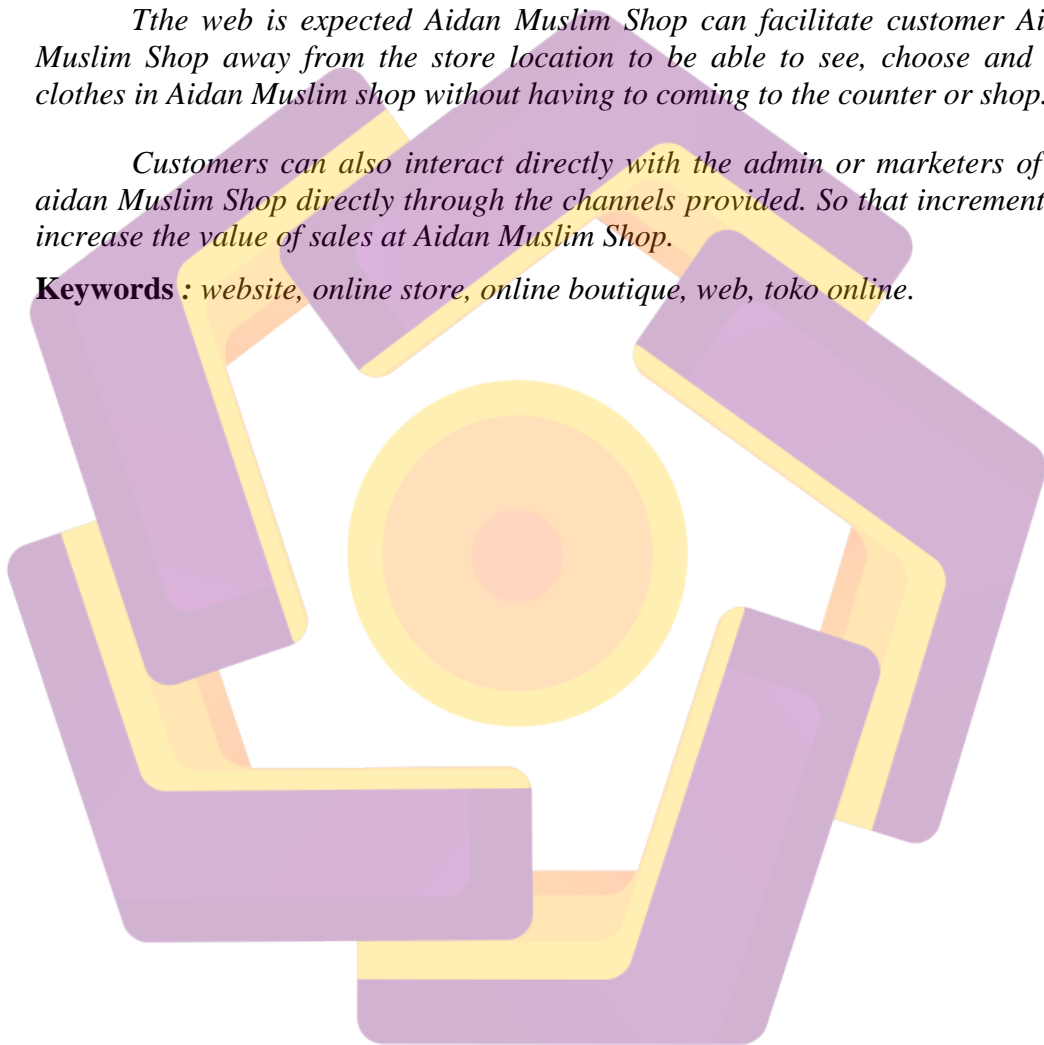 Tthe web is expected Aidan Muslim Shop can facilitate customer Ai
Muslim Shop away from the store location to be able to see, choose and
clothes in Aidan Muslim shop without having to coming to the counter or shop.
Customers can also interact directly with the admin or marketers of
aidan Muslim Shop directly through the channels provided. So that increment
increase the value of sales at Aidan Muslim Shop.
Keywords : website, online store, online boutique, web, toko online.